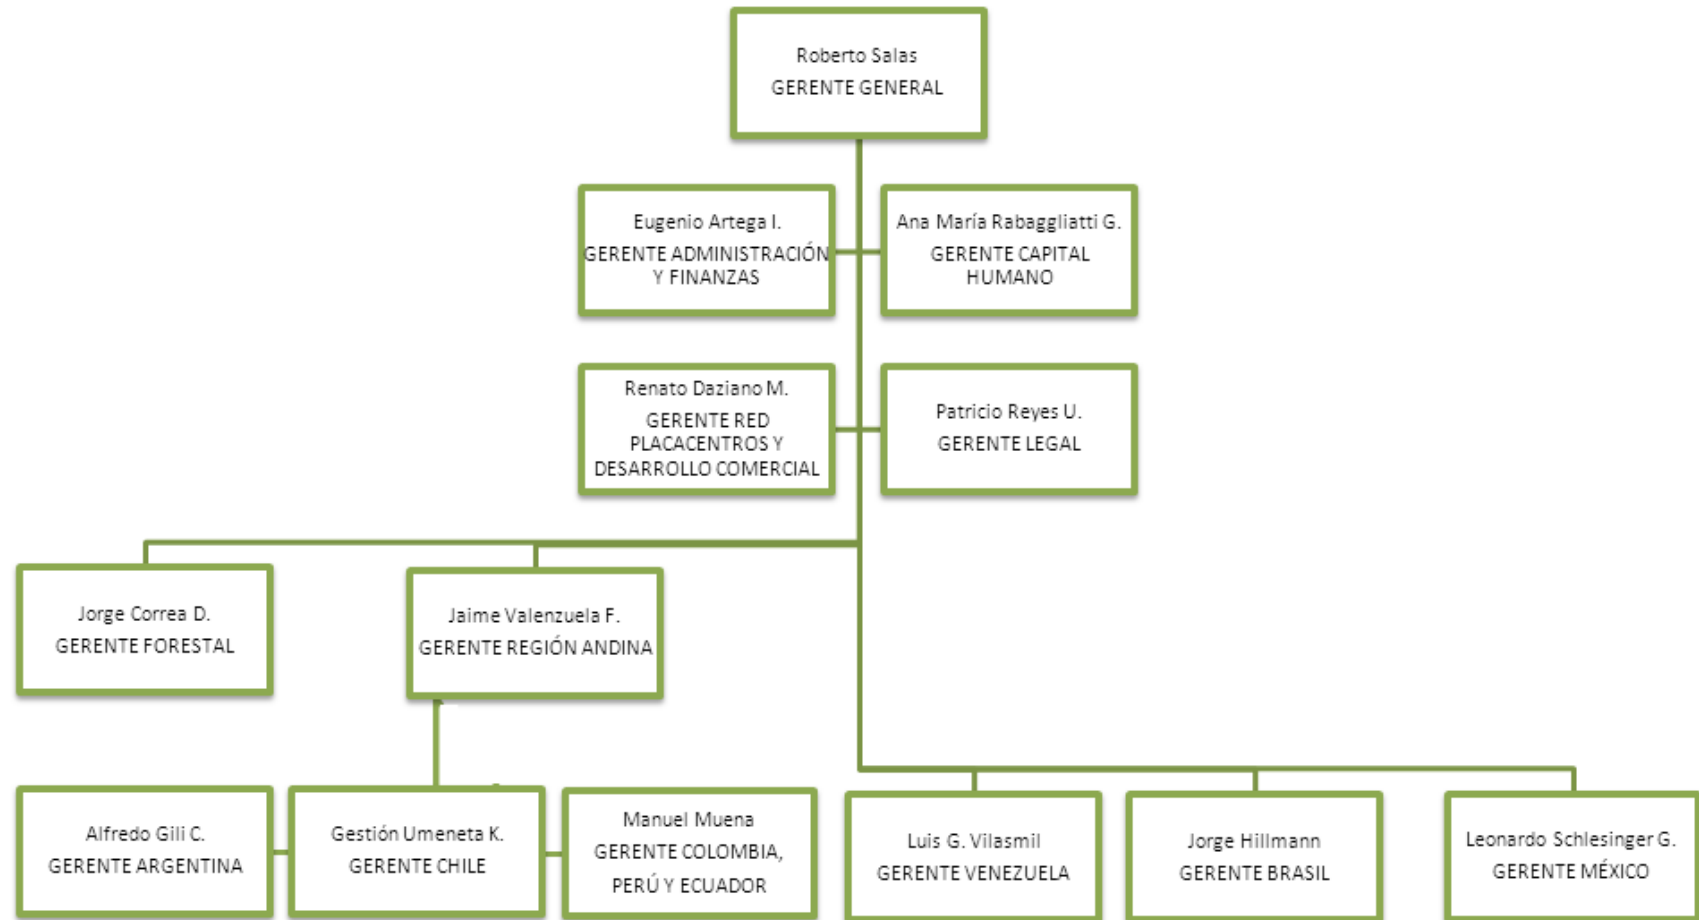 Roberto Salas
GERENTE GENERAL
Eugenio Artega I.
GERENTE ADMINISTRACIÓN
Y FINANZAS
Ana María Rabaggliatti G.
GERENTE CAPITAL
HUMANO
Renato Daziano M.
GERENTE RED
PLACACENTROS Y
DESARROLLO COMERCIAL
Patricio Reyes U.
GERENTE LEGAL
Jorge Correa D.
GERENTE FORESTAL
Jaime Valenzuela F.
GERENTE REGIÓN ANDINA
Alfredo Gili C.
GERENTE ARGENTINA
Gestión Umeneta K.
GERENTE CHILE
Manuel Muena
GERENTE COLOMBIA,
PERÚ Y ECUADOR
Luis G. Vilasmil
GERENTE VENEZUELA
Jorge Hillmann
GERENTE BRASIL
Leonardo Schlesinger G.
GERENTE MÉXICO